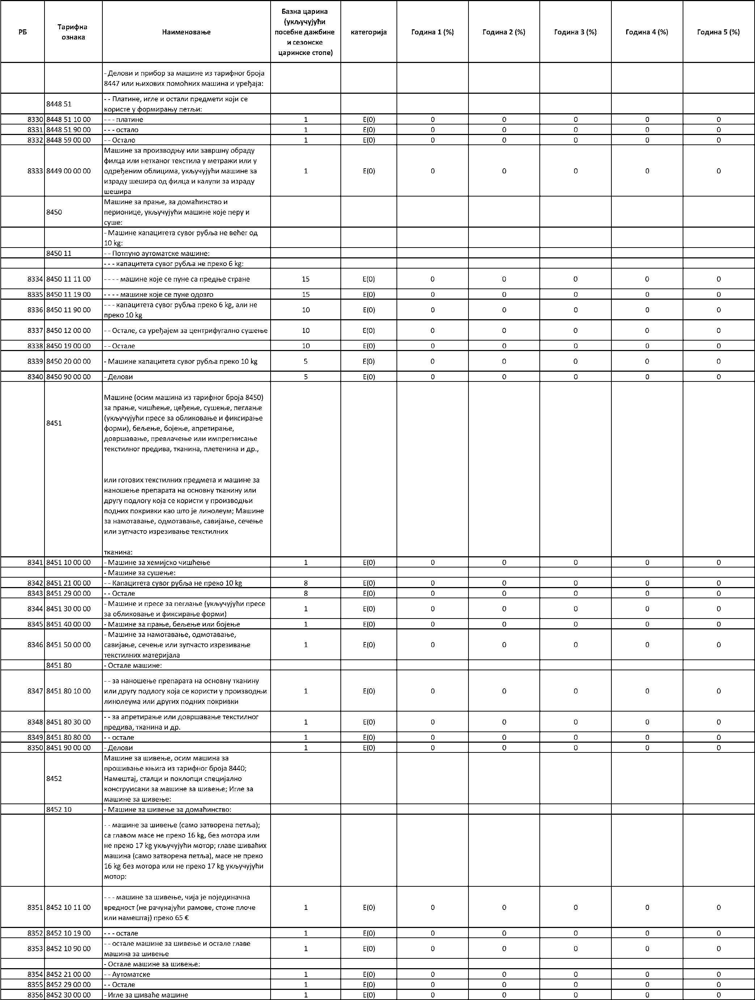 РБ Тарифна ознака Наименовање Базна царина (укључујући посебне дажбине и сезонске царинске стопе) категорија Година 1 (%) Година 2 (%) Година 3 (%) Година 4 (%) Година 5 (%)
- Делови и прибор за машине из тарифног броја
8447 или њихових помоћних машина и уређаја:
8448 51 - - Платине, игле и остали предмети који се
користе у формирању петљи:
8330 8448 51 10 00 - - - платине 1 E(0) 0 0 0 0 0
8331 8448 51 90 00 - - - остало 1 E(0) 0 0 0 0 0
8332 8448 59 00 00 - - Остало 1 E(0) 0 0 0 0 0
Машине за производњу или завршну обраду
филца или нетканог текстила у метражи или у
8333 8449 00 00 00 одређеним облицима, укључујући машине за 1 E(0) 0 0 0 0 0
израду шешира од филца и калупи за израду
шешира
Машине за прање, за домаћинство и
8450 перионице, укључујући машине које перу и
суше:
- Машине капацитета сувог рубља не већег од
10 kg:
8450 11 - - Потпуно аутоматске машине:
- - - капацитета сувог рубља не преко 6 kg:
8334 8450 11 11 00 - - - - машине које се пуне са предње стране 15 E(0) 0 0 0 0 0
8335 8450 11 19 00 - - - - машине које се пуне одозго 15 E(0) 0 0 0 0 0
8336 8450 11 90 00 - - - капацитета сувог рубља преко 6 kg, али не
преко 10 kg 10 E(0) 0 0 0 0 0
8337 8450 12 00 00 - - Остале, са уређајем за центрифугално сушење 10 E(0) 0 0 0 0 0
8338 8450 19 00 00 - - Остале 10 E(0) 0 0 0 0 0
8339 8450 20 00 00 - Машине капацитета сувог рубља преко 10 kg 5 E(0) 0 0 0 0 0
8340 8450 90 00 00 - Делови 5 E(0) 0 0 0 0 0
Машине (осим машина из тарифног броја 8450)
за прање, чишћење, цеђење, сушење, пеглање
(укључујући пресе за обликовање и фиксирање
8451 форми), бељење, бојење, апретирање,
довршавање, превлачење или импрегнисање
текстилног предива, тканина, плетенина и др.,
или готових текстилних предмета и машине за
наношење препарата на основну тканину или
другу подлогу која се користи у производњи
подних покривки као што је линолеум; Машине
за намотавање, одмотавање, савијање, сечење
или зупчасто изрезивање текстилних
тканина:
8341 8451 10 00 00 - Машине за хемијско чишћење 1 E(0) 0 0 0 0 0
- Машине за сушење:
8342 8451 21 00 00 - - Капацитета сувог рубља не преко 10 kg 8 E(0) 0 0 0 0 0
8343 8451 29 00 00 - - Остале 8 E(0) 0 0 0 0 0
8344 8451 30 00 00 - Машине и пресе за пеглање (укључујући пресе
за обликовање и фиксирање форми) 1 E(0) 0 0 0 0 0
8345 8451 40 00 00 - Машине за прање, бељење или бојење 1 E(0) 0 0 0 0 0
- Машине за намотавање, одмотавање,
8346 8451 50 00 00 савијање, сечење или зупчасто изрезивање 1 E(0) 0 0 0 0 0
текстилних материјала
8451 80 - Остале машине:
- - за наношење препарата на основну тканину
8347 8451 80 10 00 или другу подлогу која се користи у производњи 1 E(0) 0 0 0 0 0
линолеума или других подних покривки
8348 8451 80 30 00 - - за апретирање или довршавање текстилног
предива, тканина и др. 1 E(0) 0 0 0 0 0
8349 8451 80 80 00 - - остале 1 E(0) 0 0 0 0 0
8350 8451 90 00 00 - Делови 1 E(0) 0 0 0 0 0
Машине за шивење, осим машина за
прошивање књига из тарифног броја 8440;
8452 Намештај, сталци и поклопци специјално
конструисани за машине за шивење; Игле за
машине за шивење:
8452 10 - Машине за шивење за домаћинство:
- - машине за шивење (само затворена петља);
са главом масе не преко 16 kg, без мотора или
не преко 17 kg укључујући мотор; главе шиваћих
машина (само затворена петља), масе не преко
16 kg без мотора или не преко 17 kg укључујући
мотор:
- - - машине за шивење, чија је појединачна
8351 8452 10 11 00 вредност (не рачунајући рамове, стоне плоче 1 E(0) 0 0 0 0 0
или намештај) преко 65 €
8352 8452 10 19 00 - - - остале 1 E(0) 0 0 0 0 0
8353 8452 10 90 00 - - остале машине за шивење и остале главе
машина за шивење 1 E(0) 0 0 0 0 0
- Остале машине за шивење:
8354 8452 21 00 00 - - Аутоматске 1 E(0) 0 0 0 0 0
8355 8452 29 00 00 - - Остале 1 E(0) 0 0 0 0 0
8356 8452 30 00 00 - Игле за шиваће машине 1 E(0) 0 0 0 0 0